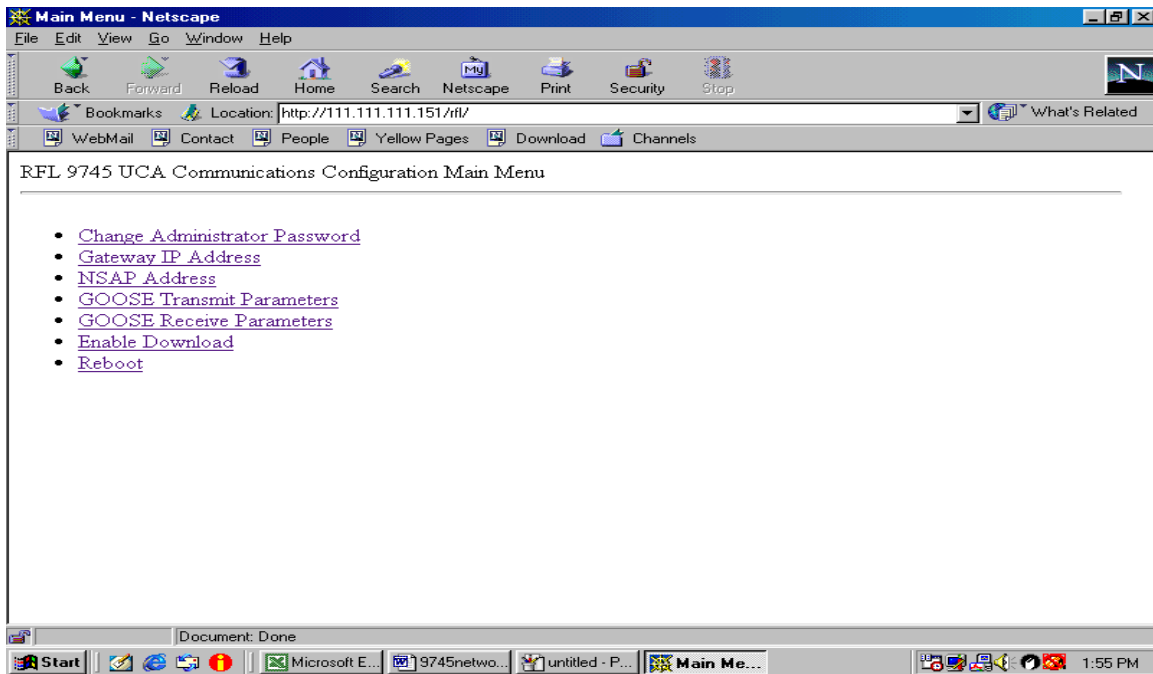 Main Menu - Netscape
File Edit View Go Window Help
Back Forward Reload Home Search Netscape Print Security Stop
My
N
Bookmarks Location: http://111.111.111.151/rfl/ What's Related
WebMail Contact People Yellow Pages Download Channels
RFL 9745 UCA Communications Configuration Main Menu
Change Administrator Password
Gateway IP Address
NSAP Address
GOOSE Transmit Parameters
GOOSE Receive Parameters
Enable Download
Reboot
Document: Done
Start Microsoft E... 9745netwo... untitled - P... Main Me... 1:55 PM